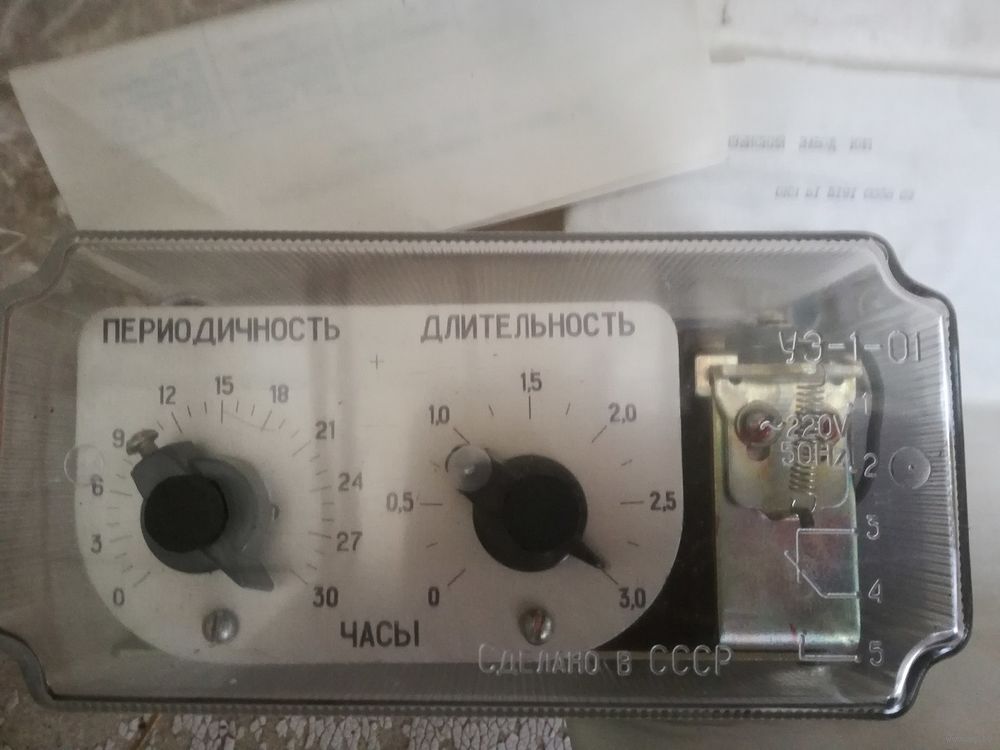 ПЕРИОДИЧНОСТЬ
0 3 6 9 12 15 18 21 24 27 30
ДЛИТЕЛЬНОСТЬ
0 0,5 1,0 1,5 2,0 2,5 3,0
ЧАСЫ
УЭ-1-01
~220V
50HZ
1
2
3
4
5
СДЕЛАНО В СССР